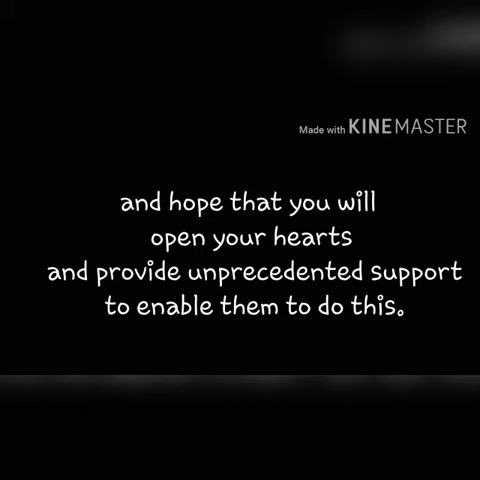 Made with KINEMASTER
and hope that you will
open your hearts
and provide unprecedented support
to enable them to do this.